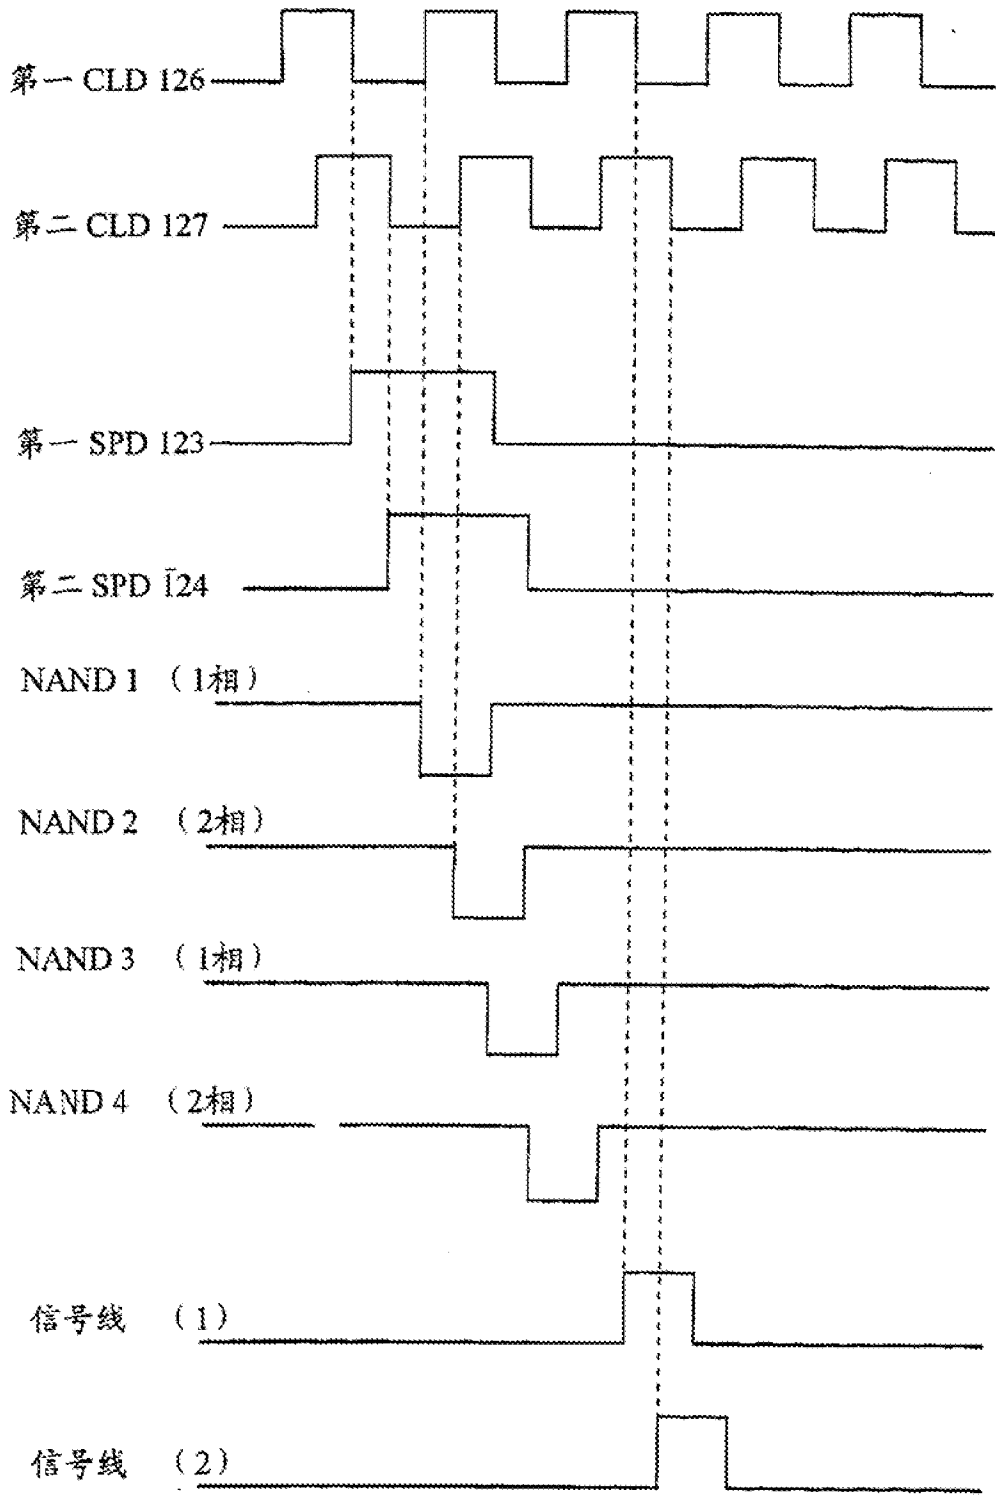 第一 CLD 126
第二 CLD 127
第一 SPD 123
第二 SPD 124
NAND 1 （1相）
NAND 2 （2相）
NAND 3 （1相）
NAND 4 （2相）
信号线 （1）
信号线 （2）